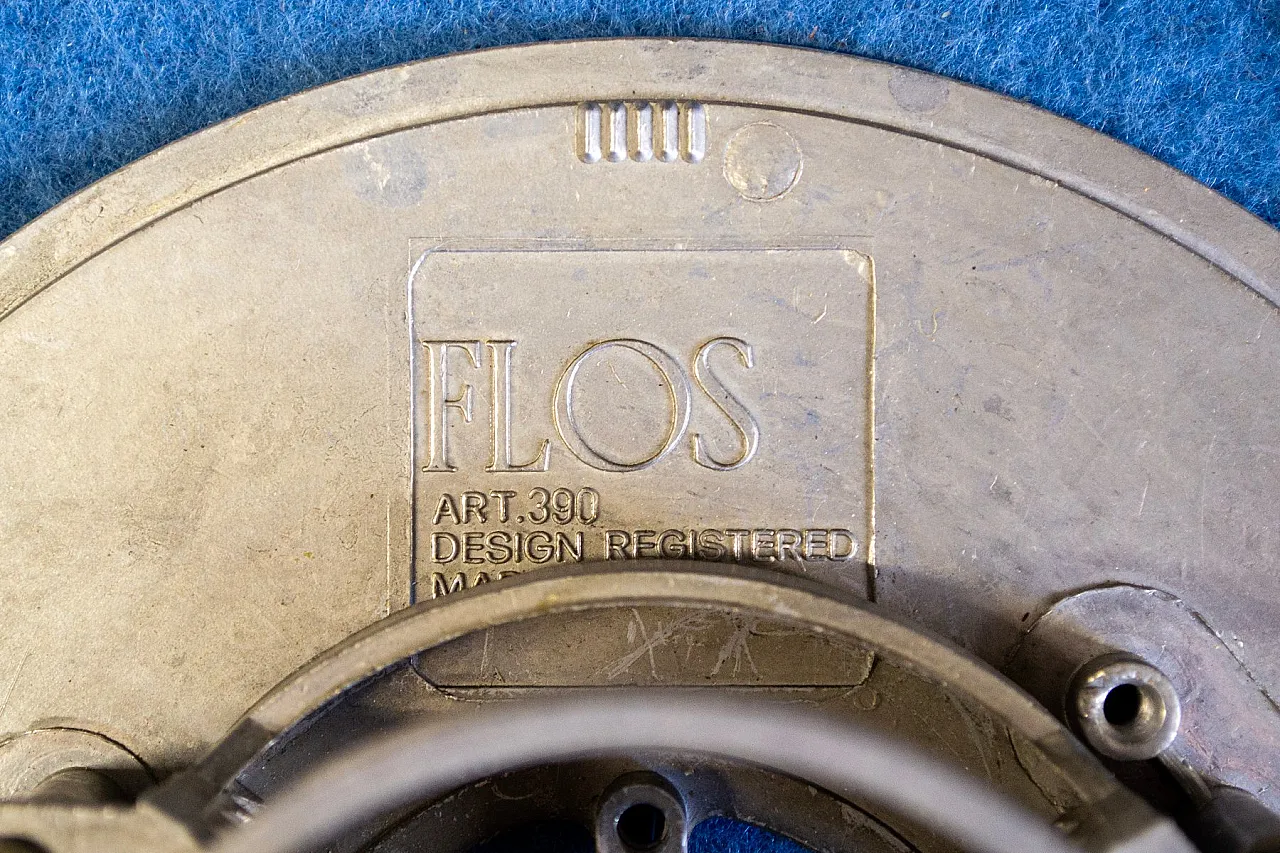 FLOS
ART.390
DESIGN REGISTERED